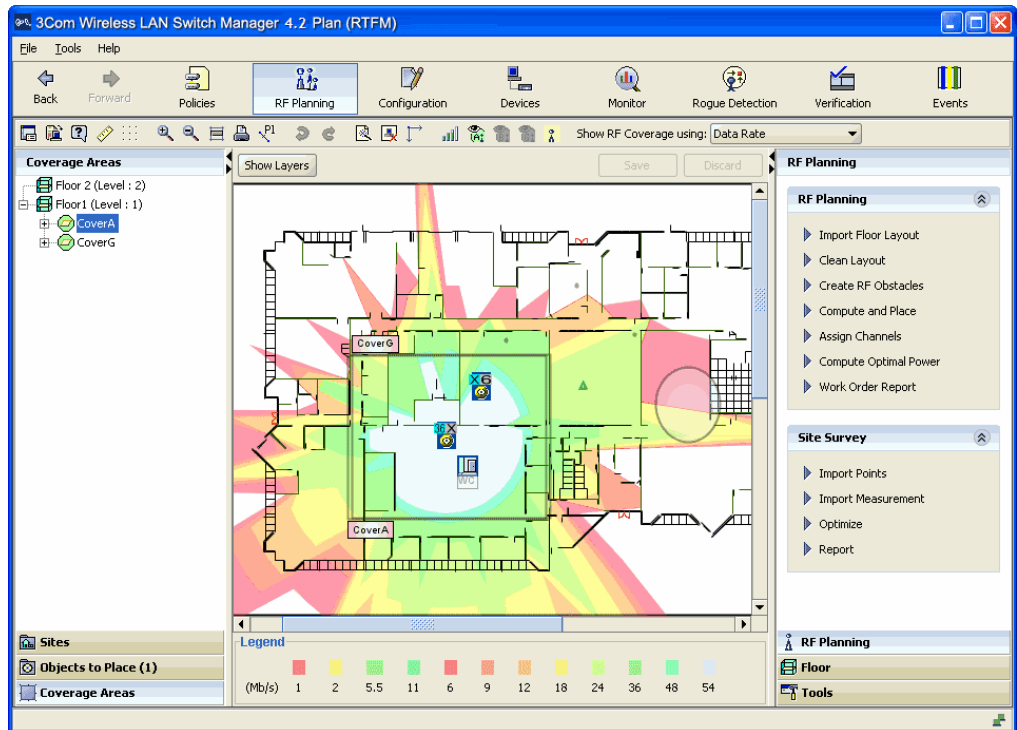 3Com Wireless LAN Switch Manager 4.2 Plan (RTFM)
File Tools Help
Back Forward Policies RF Planning Configuration Devices Monitor Rogue Detection Verification Events
P1 Show RF Coverage using: Data Rate
Coverage Areas
Floor 2 (Level : 2)
Floor1 (Level : 1)
CoverA
CoverG
Sites
Objects to Place (1)
Coverage Areas
Show Layers Save Discard
CoverG
X 6
36 X
WC
CoverA
Legend
(Mb/s) 1 2 5.5 11 6 9 12 18 24 36 48 54
RF Planning
RF Planning
Import Floor Layout
Clean Layout
Create RF Obstacles
Compute and Place
Assign Channels
Compute Optimal Power
Work Order Report
Site Survey
Import Points
Import Measurement
Optimize
Report
RF Planning
Floor
Tools